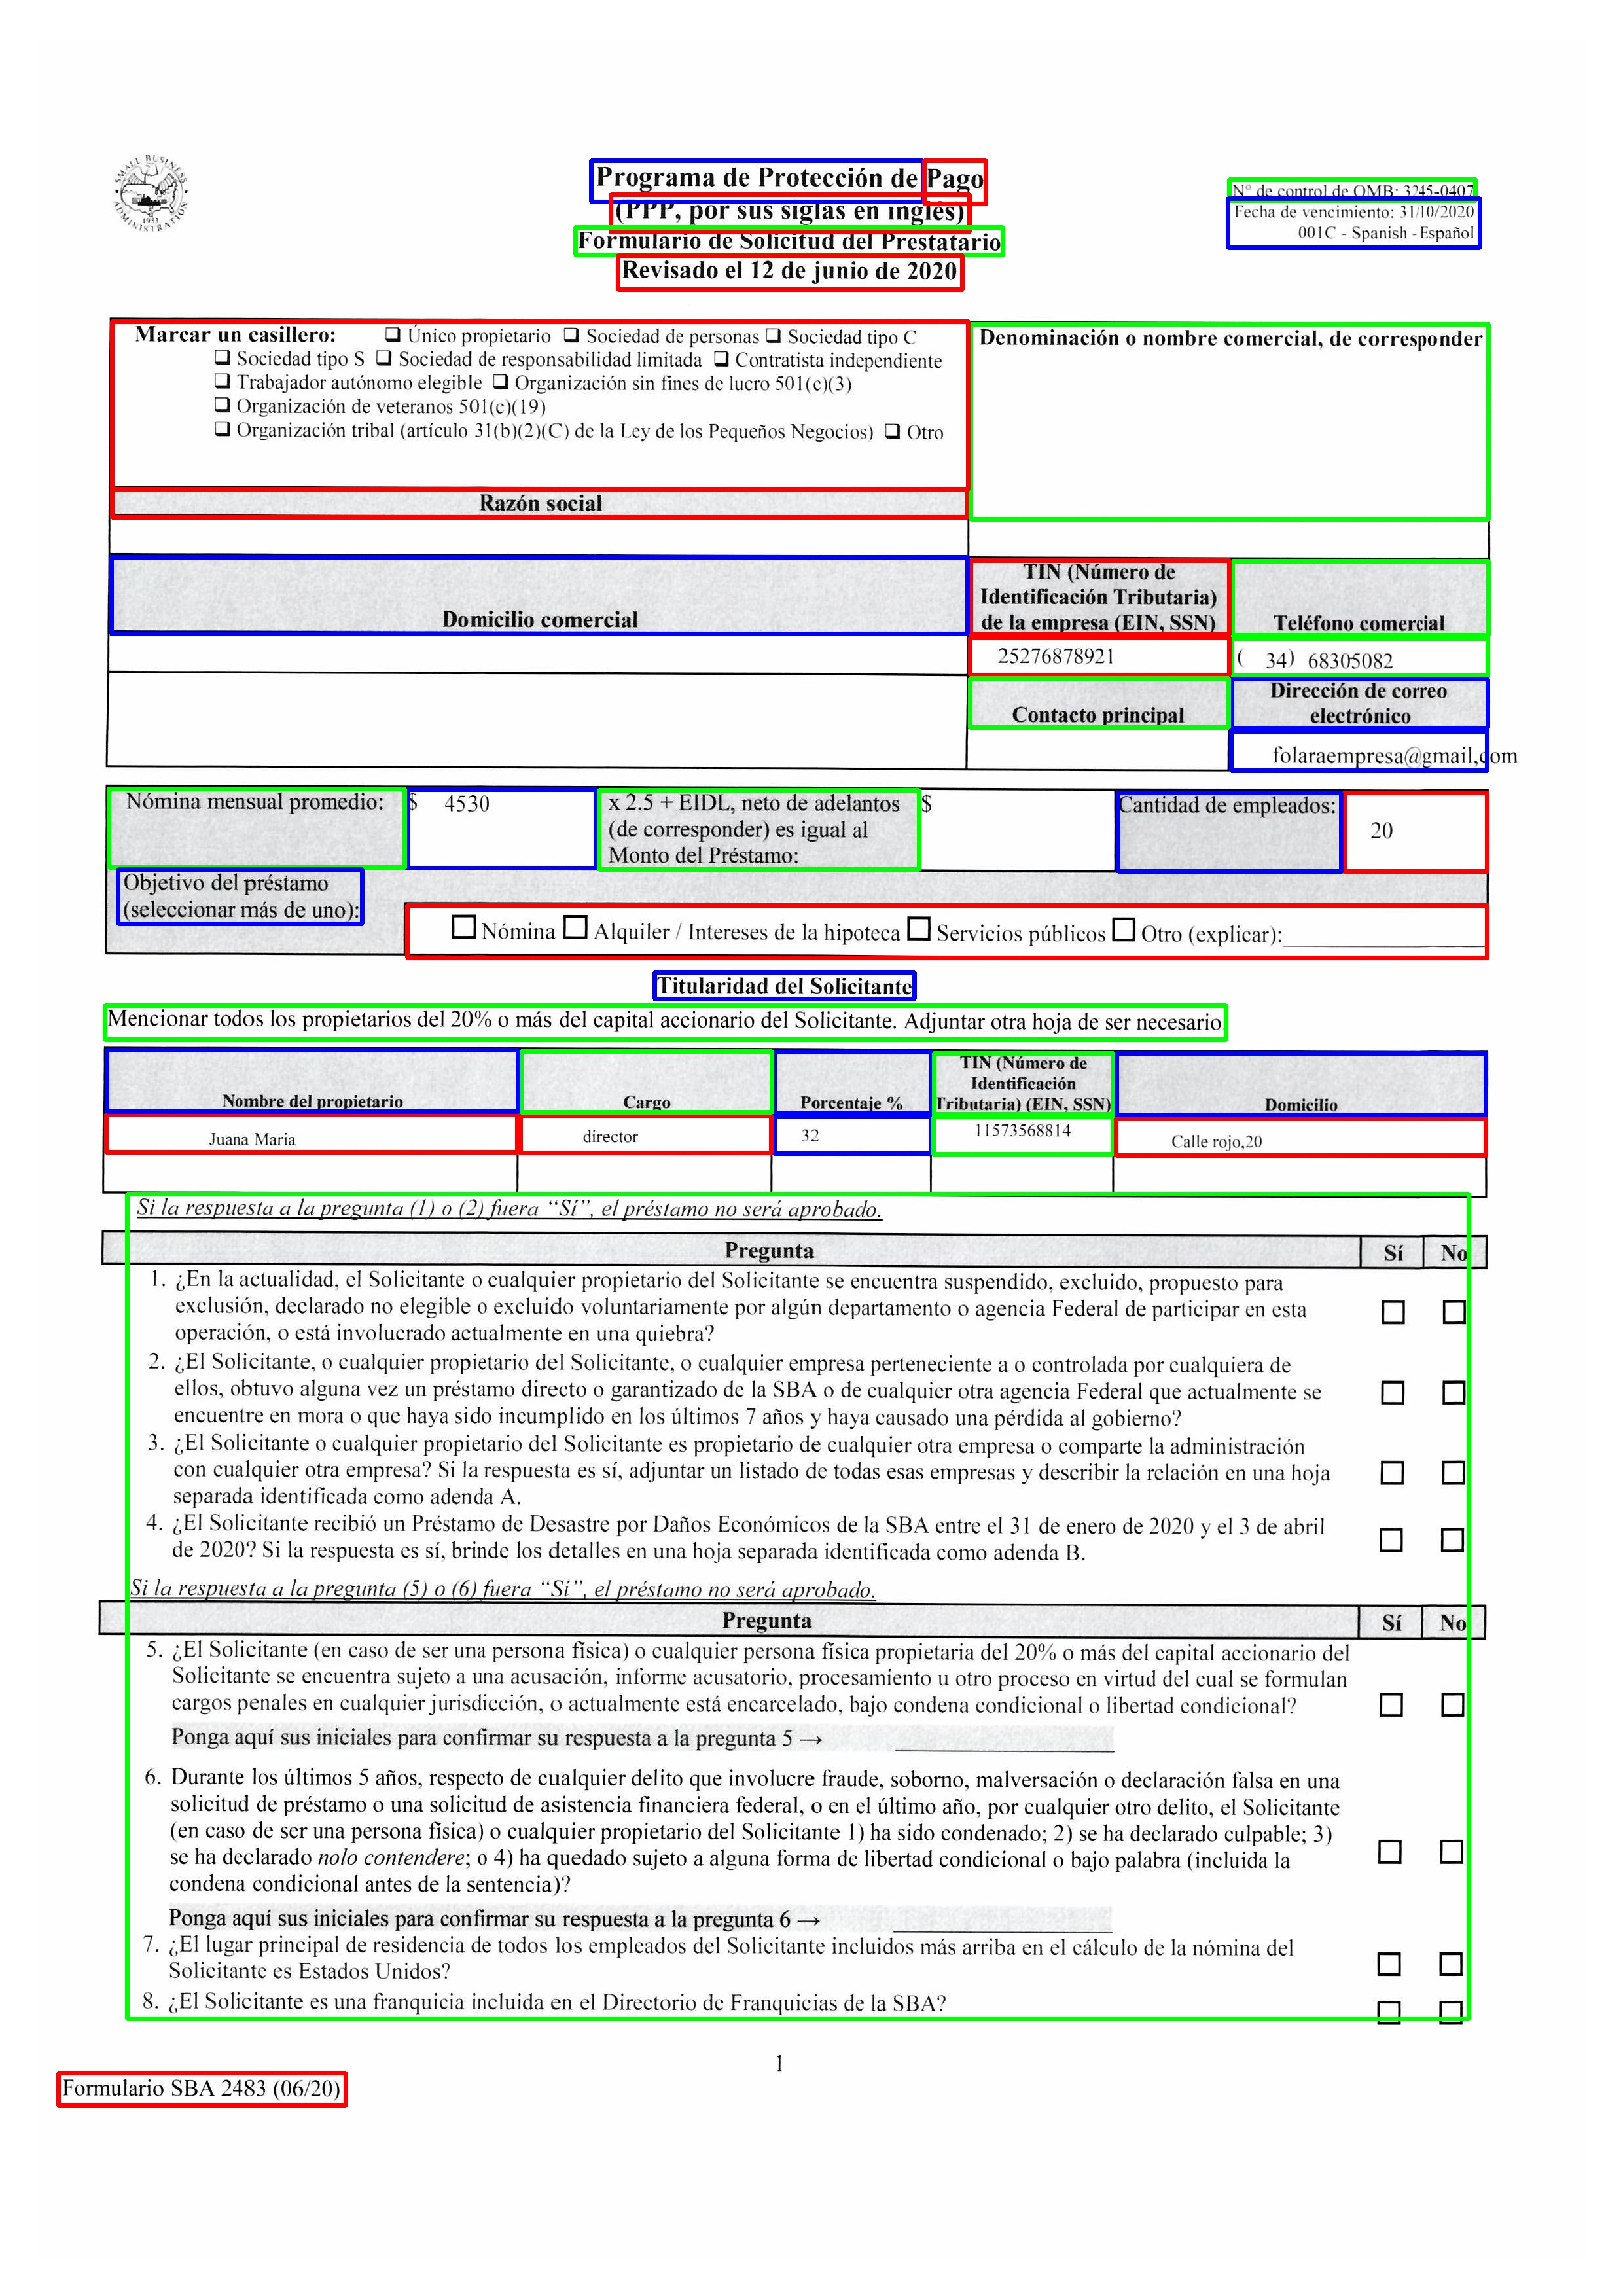 SMALL BUSINESS
ADMINISTRATION
1953
Programa de Protección de Pago
(PPP, por sus siglas en inglés)
Formulario de Solicitud del Prestatario
Revisado el 12 de junio de 2020
N° de control de OMB: 3245-0407
Fecha de vencimiento: 31/10/2020
001C - Spanish - Español
Marcar un casillero: ❑ Único propietario ❑ Sociedad de personas ❑ Sociedad tipo C
❑ Sociedad tipo S ❑ Sociedad de responsabilidad limitada ❑ Contratista independiente
❑ Trabajador autónomo elegible ❑ Organización sin fines de lucro 501(c)(3)
❑ Organización de veteranos 501(c)(19)
❑ Organización tribal (artículo 31(b)(2)(C) de la Ley de los Pequeños Negocios) ❑ Otro
Denominación o nombre comercial, de corresponder
Razón social
Domicilio comercial
TIN (Número de
Identificación Tributaria)
de la empresa (EIN, SSN)
Teléfono comercial
25276878921
( 34) 68305082
Contacto principal
Dirección de correo
electrónico
folaraempresa@gmail,com
Nómina mensual promedio:
$ 4530
x 2.5 + EIDL, neto de adelantos
(de corresponder) es igual al
Monto del Préstamo:
$
Cantidad de empleados:
20
Objetivo del préstamo
(seleccionar más de uno):
☐ Nómina ☐ Alquiler / Intereses de la hipoteca ☐ Servicios públicos ☐ Otro (explicar):
Titularidad del Solicitante
Mencionar todos los propietarios del 20% o más del capital accionario del Solicitante. Adjuntar otra hoja de ser necesario
Nombre del propietario
Cargo
Porcentaje %
TIN (Número de
Identificación
Tributaria) (EIN, SSN)
Domicilio
Juana Maria
director
32
11573568814
Calle rojo,20
Si la respuesta a la pregunta (1) o (2) fuera “Sí”, el préstamo no será aprobado.
Pregunta Sí No
1. ¿En la actualidad, el Solicitante o cualquier propietario del Solicitante se encuentra suspendido, excluido, propuesto para
exclusión, declarado no elegible o excluido voluntariamente por algún departamento o agencia Federal de participar en esta
operación, o está involucrado actualmente en una quiebra?
2. ¿El Solicitante, o cualquier propietario del Solicitante, o cualquier empresa perteneciente a o controlada por cualquiera de
ellos, obtuvo alguna vez un préstamo directo o garantizado de la SBA o de cualquier otra agencia Federal que actualmente se
encuentre en mora o que haya sido incumplido en los últimos 7 años y haya causado una pérdida al gobierno?
3. ¿El Solicitante o cualquier propietario del Solicitante es propietario de cualquier otra empresa o comparte la administración
con cualquier otra empresa? Si la respuesta es sí, adjuntar un listado de todas esas empresas y describir la relación en una hoja
separada identificada como adenda A.
4. ¿El Solicitante recibió un Préstamo de Desastre por Daños Económicos de la SBA entre el 31 de enero de 2020 y el 3 de abril
de 2020? Si la respuesta es sí, brinde los detalles en una hoja separada identificada como adenda B.
Si la respuesta a la pregunta (5) o (6) fuera “Sí”, el préstamo no será aprobado.
Pregunta Sí No
5. ¿El Solicitante (en caso de ser una persona física) o cualquier persona física propietaria del 20% o más del capital accionario del
Solicitante se encuentra sujeto a una acusación, informe acusatorio, procesamiento u otro proceso en virtud del cual se formulan
cargos penales en cualquier jurisdicción, o actualmente está encarcelado, bajo condena condicional o libertad condicional?
Ponga aquí sus iniciales para confirmar su respuesta a la pregunta 5 →
6. Durante los últimos 5 años, respecto de cualquier delito que involucre fraude, soborno, malversación o declaración falsa en una
solicitud de préstamo o una solicitud de asistencia financiera federal, o en el último año, por cualquier otro delito, el Solicitante
(en caso de ser una persona física) o cualquier propietario del Solicitante 1) ha sido condenado; 2) se ha declarado culpable; 3)
se ha declarado nolo contendere; o 4) ha quedado sujeto a alguna forma de libertad condicional o bajo palabra (incluida la
condena condicional antes de la sentencia)?
Ponga aquí sus iniciales para confirmar su respuesta a la pregunta 6 →
7. ¿El lugar principal de residencia de todos los empleados del Solicitante incluidos más arriba en el cálculo de la nómina del
Solicitante es Estados Unidos?
8. ¿El Solicitante es una franquicia incluida en el Directorio de Franquicias de la SBA?
1
Formulario SBA 2483 (06/20)